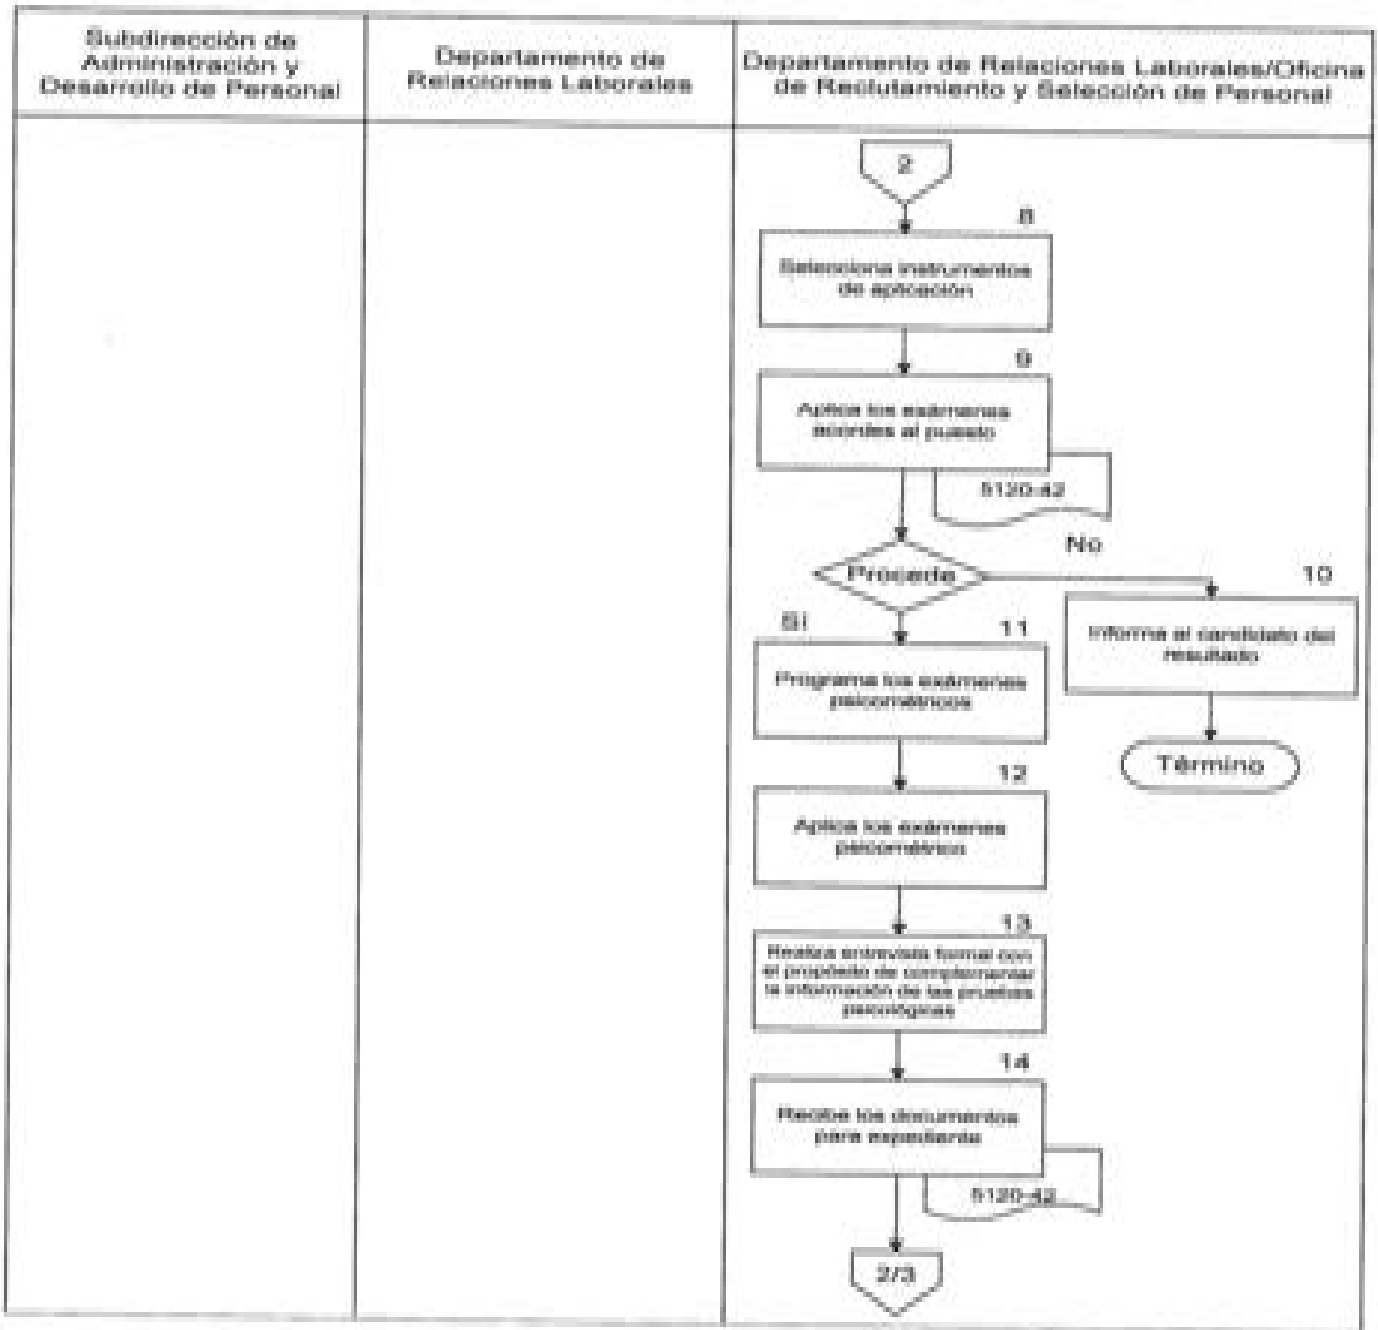 Subdirección de
Administración y
Desarrollo de Personal
Departamento de
Relaciones Laborales
Departamento de Relaciones Laborales/Oficina
de Reclutamiento y Selección de Personal
2
8
Selecciona instrumentos
de aplicación
9
Aplica los exámenes
acordes al puesto
5120-42
Procede
No
10
Informa al candidato del
resultado
Término
Sí
11
Programa los exámenes
psicométricos
12
Aplica los exámenes
psicométrico
13
Realiza entrevista formal con
el propósito de complementar
la información de las pruebas
psicológicas
14
Recibe los documentos
para expediente
5120-42
2/3